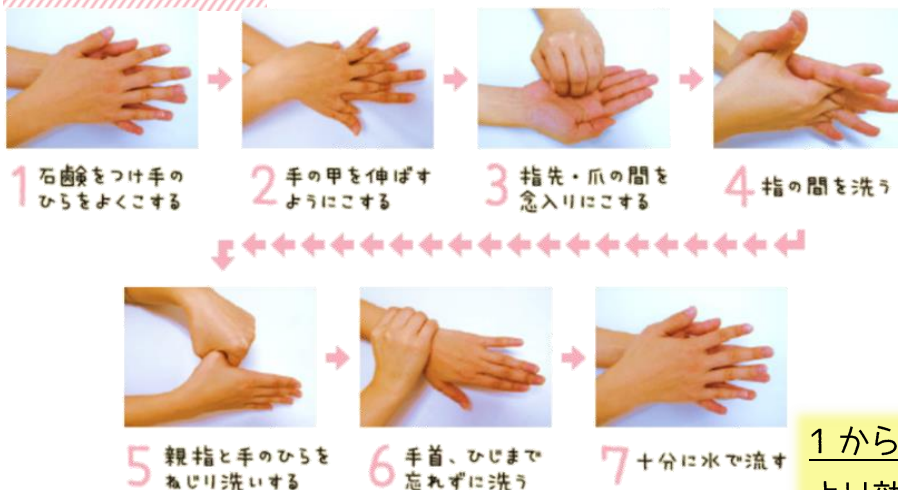 1 石鹸をつけ手の
ひらをよくこする
2 手の甲を伸ばす
ようにこする
3 指先・爪の間を
念入りにこする
4 指の間を洗う
5 親指と手のひらを
ねじり洗いする
6 手首、ひじまで
忘れずに洗う
7 十分に水で流す
1から